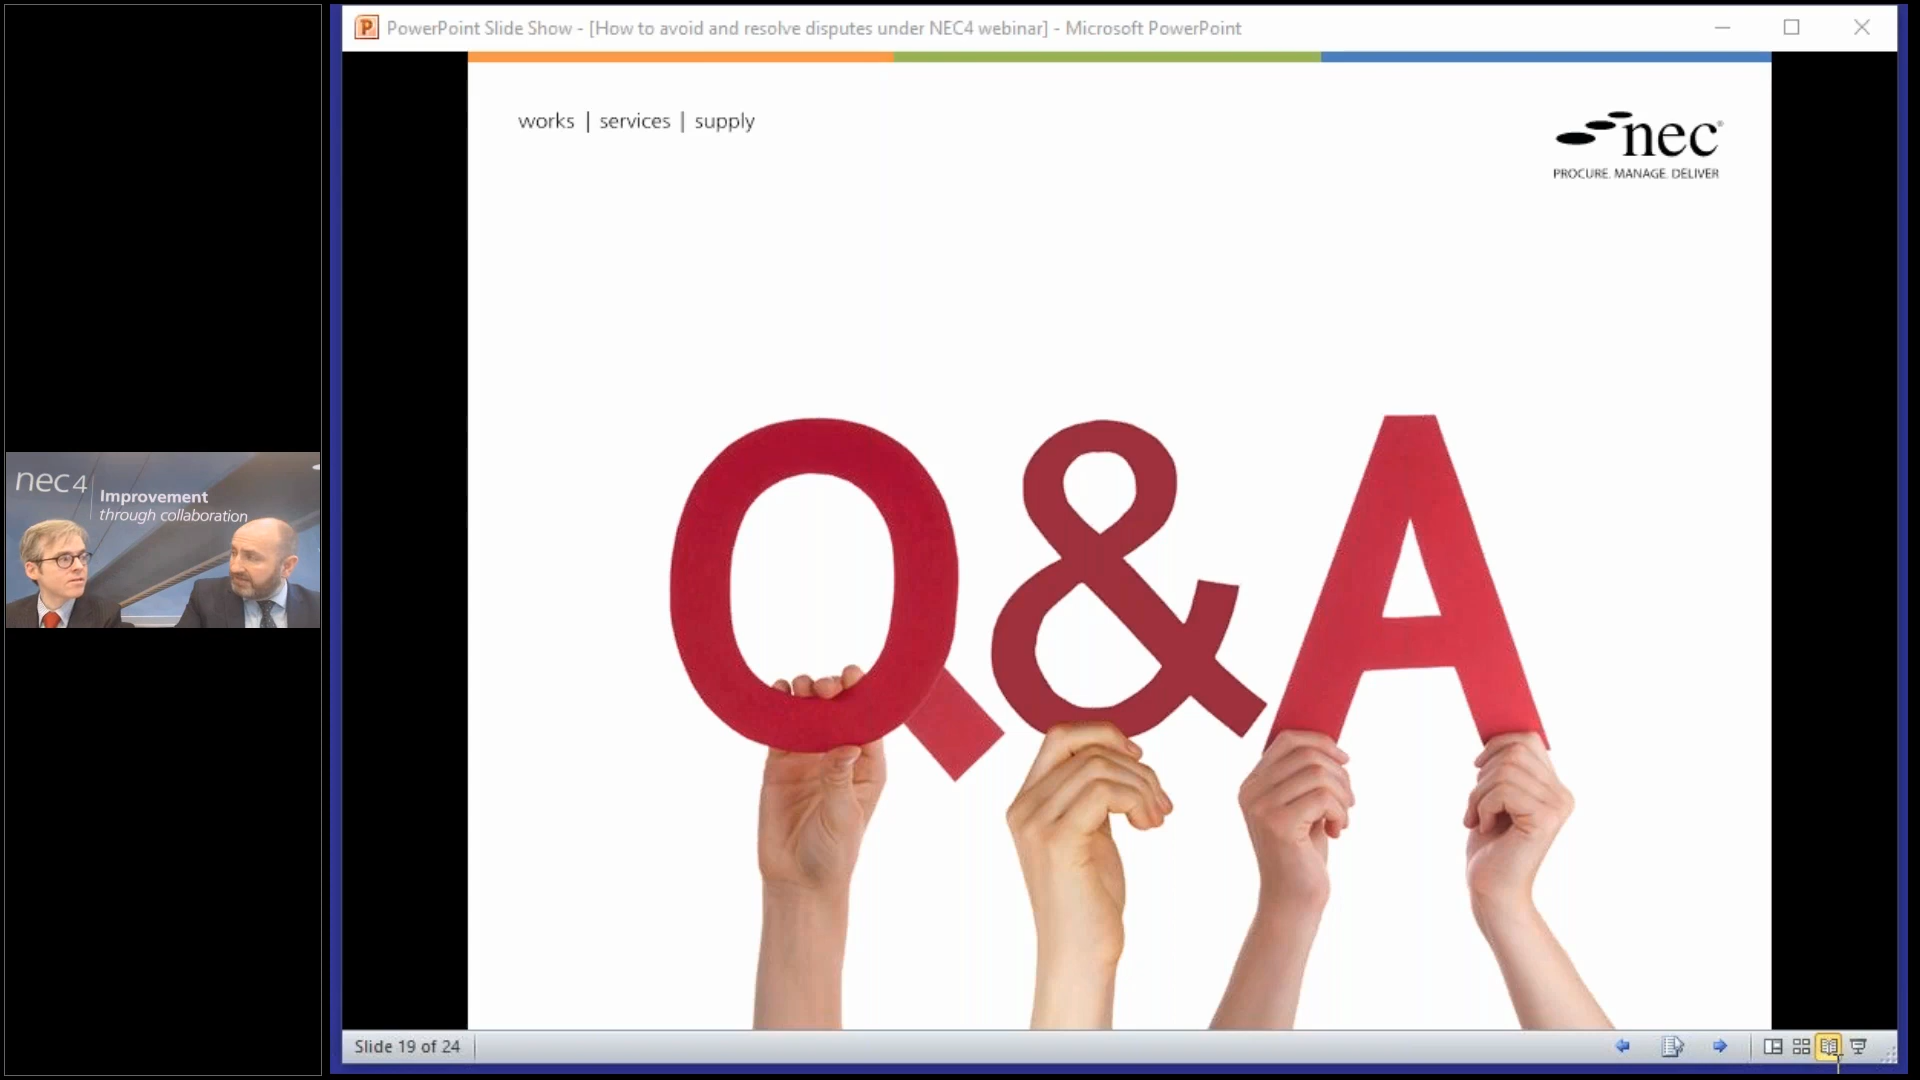 PowerPoint Slide Show - [How to avoid and resolve disputes under NEC4 webinar] - Microsoft PowerPoint
works | services | supply
nec®
PROCURE. MANAGE. DELIVER
nec4
Improvement
through collaboration
Q&A
Slide 19 of 24